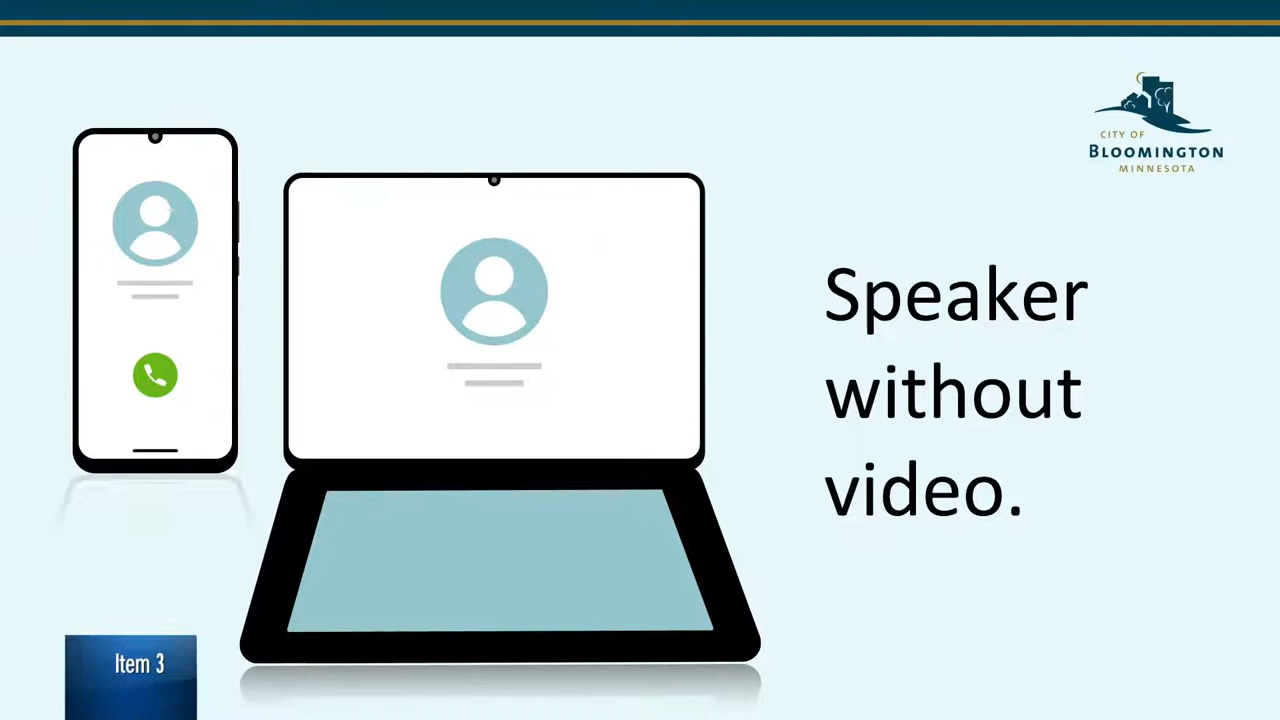 CITY OF
BLOOMINGTON
MINNESOTA
Speaker
without
video.
Item 3